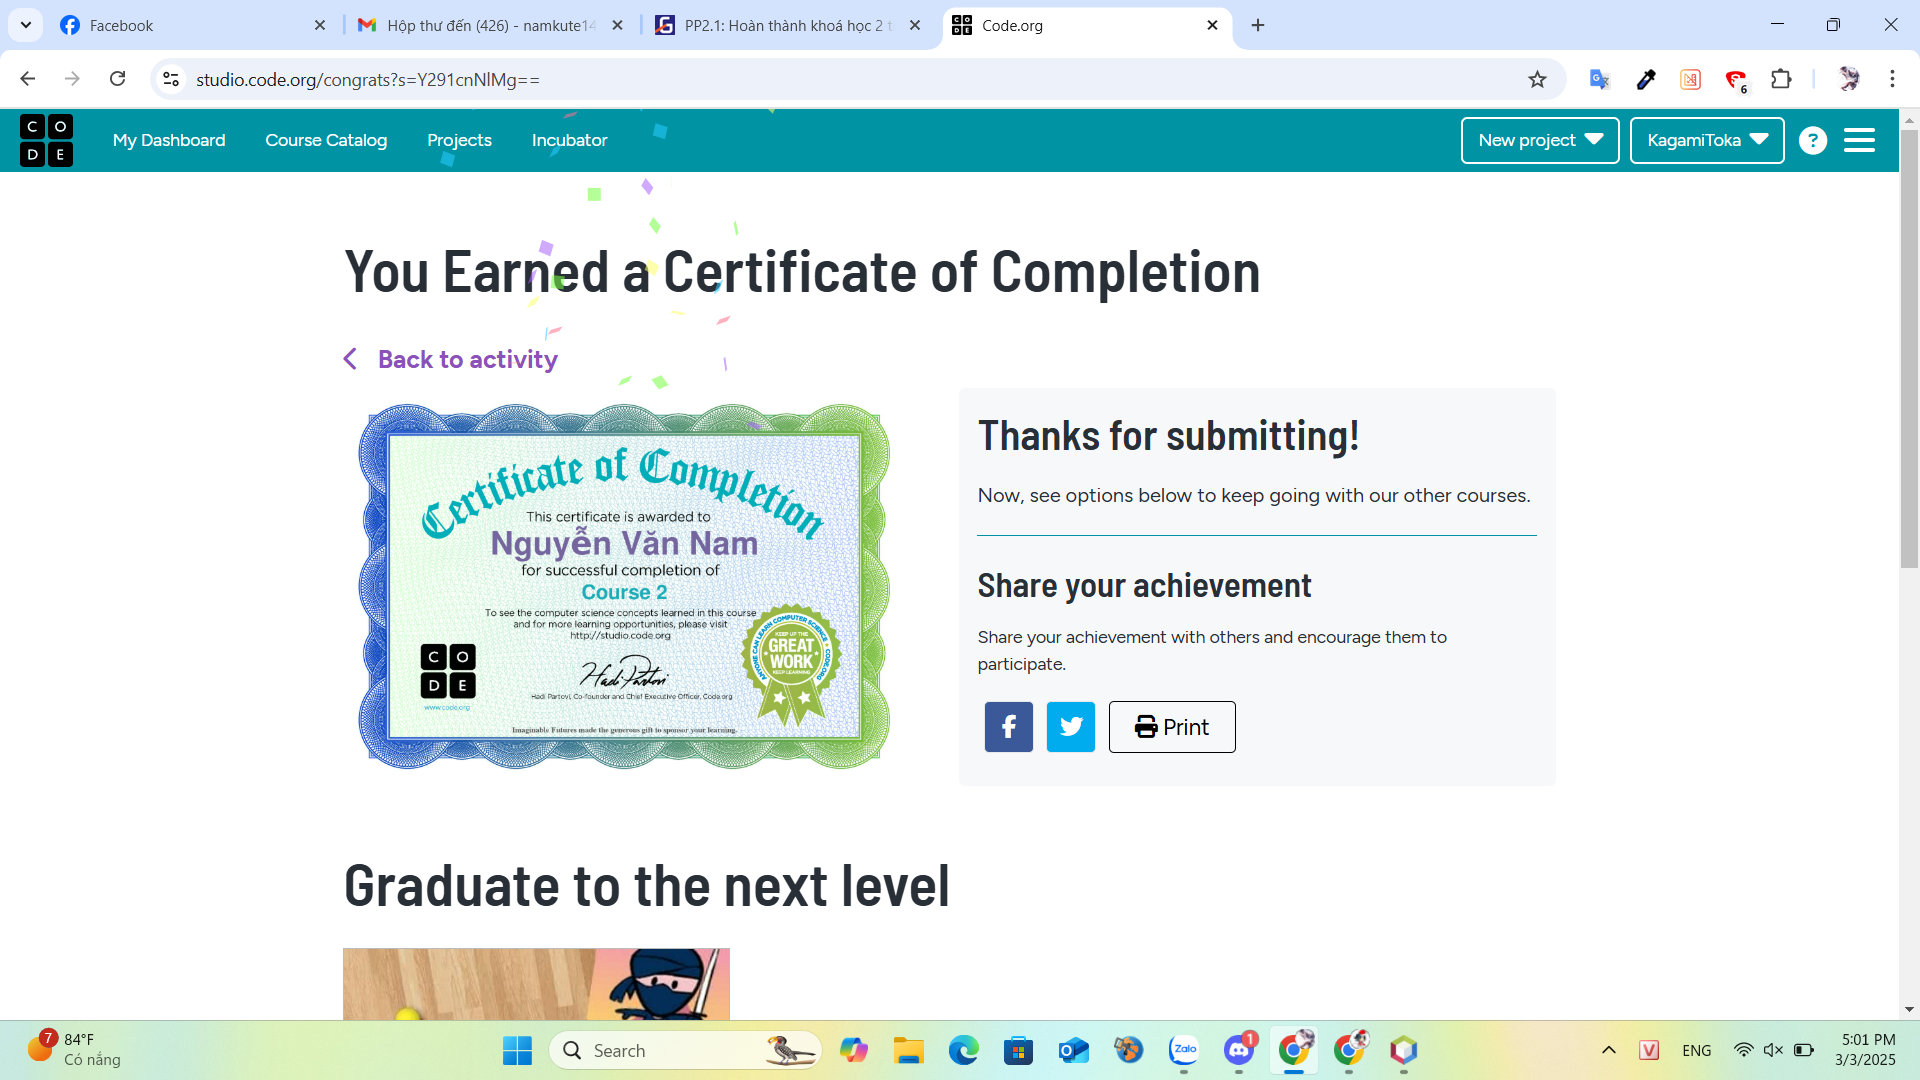 Facebook
Hộp thư đến (426) - namkute14
PP2.1: Hoàn thành khoá học 2 t
Code.org
studio.code.org/congrats?s=Y291cnNlMg==
6
C O
D E
My Dashboard
Course Catalog
Projects
Incubator
New project
KagamiToka
?
You Earned a Certificate of Completion
Back to activity
Certificate of Completion
This certificate is awarded to
Nguyễn Văn Nam
for successful completion of
Course 2
To see the computer science concepts learned in this course
and for more learning opportunities, please visit
http://studio.code.org
C O
D E
www.code.org
Hadi Partovi
Hadi Partovi, Co-founder and Chief Executive Officer, Code.org
ANYONE CAN LEARN COMPUTER SCIENCE • CODE.ORG
KEEP UP THE
GREAT
WORK
KEEP LEARNING
Imaginable Futures made the generous gift to sponsor your learning.
Thanks for submitting!
Now, see options below to keep going with our other courses.
Share your achievement
Share your achievement with others and encourage them to
participate.
Print
Graduate to the next level
7
84°F
Có nắng
Search
Zalo
1
V
ENG
5:01 PM
3/3/2025